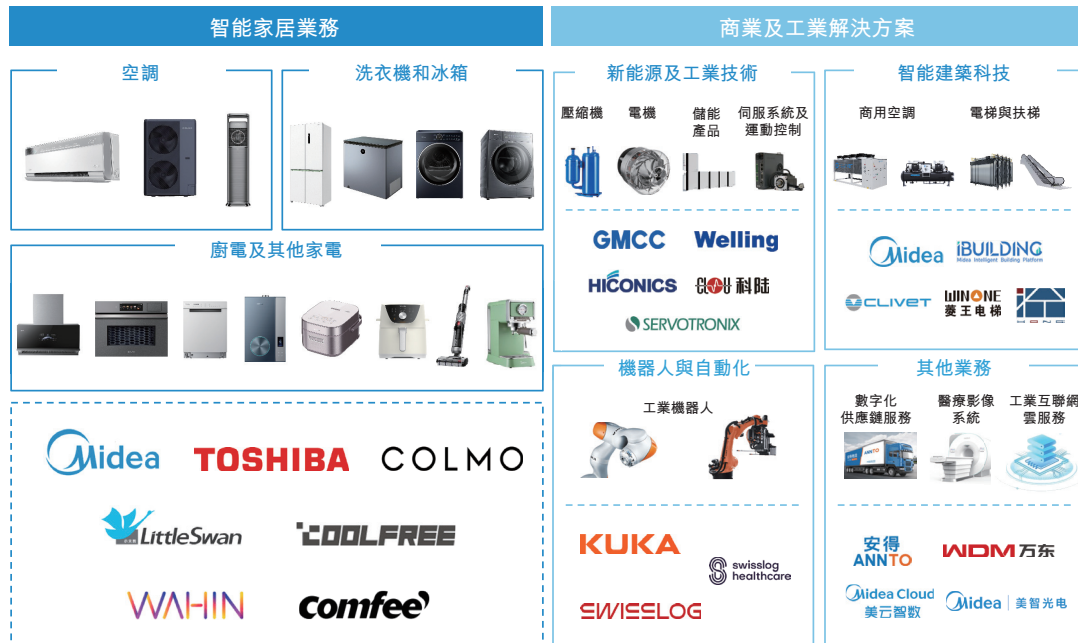 智能家居業務
空調
洗衣機和冰箱
廚電及其他家電
Midea
TOSHIBA
COLMO
LittleSwan
COOLFREE
WAHIN
comfee'
商業及工業解決方案
新能源及工業技術
壓縮機
電機
儲能
產品
伺服系統及
運動控制
GMCC
Welling
HICONICS
CLOU 科陆
SERVOTRONIX
智能建築科技
商用空調
電梯與扶梯
Midea
iBUILDING
Midea Intelligent Building Platform
CLIVET
WINONE
菱王电梯
機器人與自動化
工業機器人
KUKA
swisslog
healthcare
SWISSLOG
其他業務
數字化
供應鏈服務
醫療影像
系統
工業互聯網
雲服務
ANNTO
安得
ANNTO
WDM 万东
Midea Cloud
美云智数
Midea
美智光电